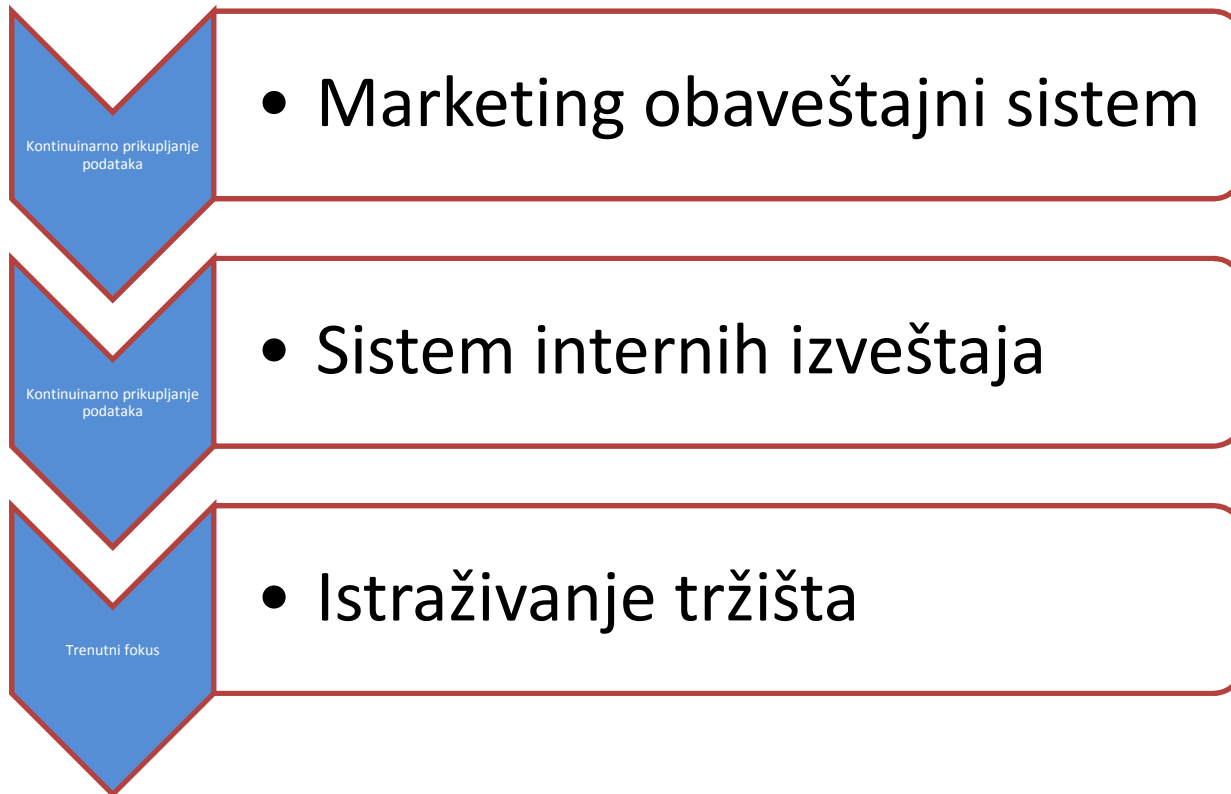 Kontinuinarno prikupljanje
podataka
• Marketing obaveštajni sistem
Kontinuinarno prikupljanje
podataka
• Sistem internih izveštaja
Trenutni fokus
• Istraživanje tržišta